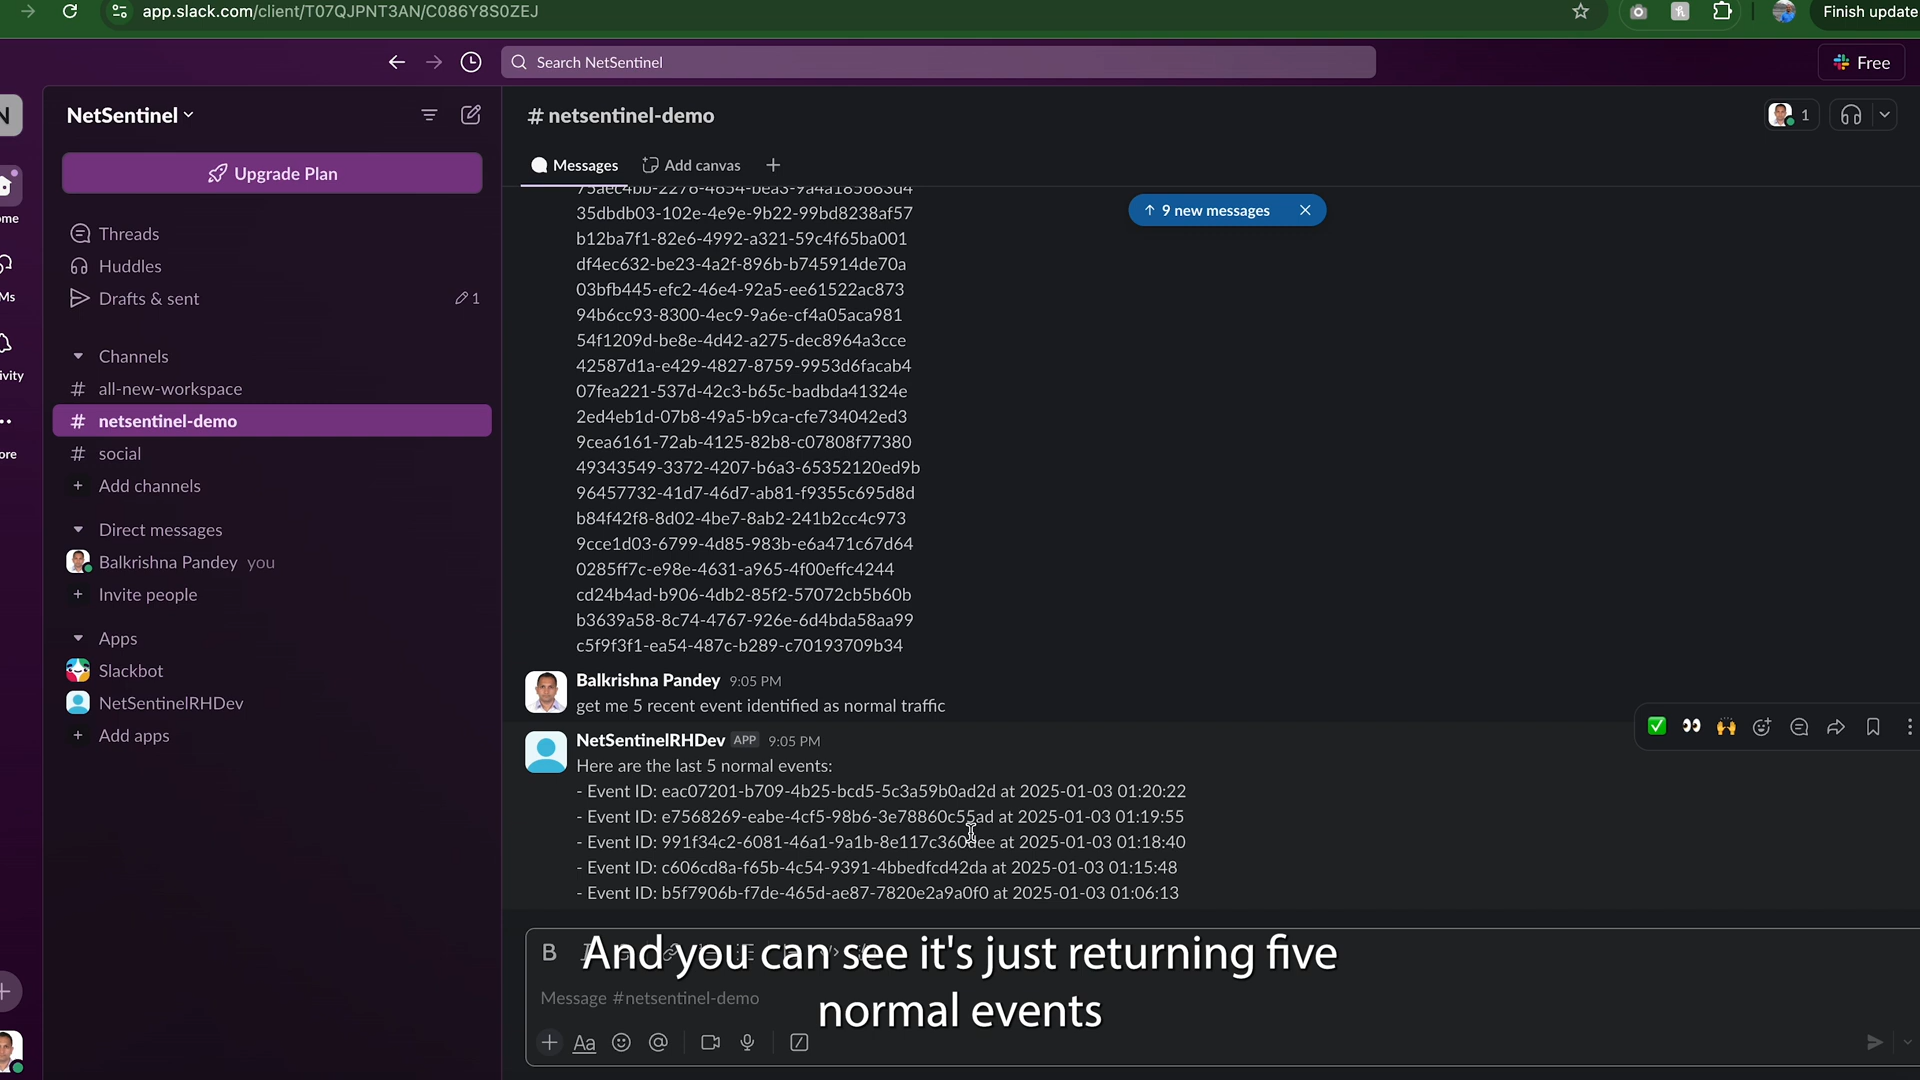 app.slack.com/client/T07QJPNT3AN/C086Y8S0ZEJ
Finish update
Search NetSentinel
Free
N
NetSentinel
# netsentinel-demo
1
Upgrade Plan
Messages
Add canvas
75aec4bb-2276-4654-bea3-9a4a185683d4
9 new messages
35dbdb03-102e-4e9e-9b22-99bd8238af57
ome
Threads
b12ba7f1-82e6-4992-a321-59c4f65ba001
Huddles
df4ec632-be23-4a2f-896b-b745914de70a
Ms
Drafts & sent
1
03bfb445-efc2-46e4-92a5-ee61522ac873
94b6cc93-8300-4ec9-9a6e-cf4a05aca981
Channels
54f1209d-be8e-4d42-a275-dec8964a3cce
ivity
# all-new-workspace
42587d1a-e429-4827-8759-9953d6facab4
07fea221-537d-42c3-b65c-badbda41324e
# netsentinel-demo
2ed4eb1d-07b8-49a5-b9ca-cfe734042ed3
ore
# social
9cea6161-72ab-4125-82b8-c07808f77380
49343549-3372-4207-b6a3-65352120ed9b
+ Add channels
96457732-41d7-46d7-ab81-f9355c695d8d
Direct messages
b84f42f8-8d02-4be7-8ab2-241b2cc4c973
Balkrishna Pandey you
9cce1d03-6799-4d85-983b-e6a471c67d64
0285ff7c-e98e-4631-a965-4f00effc4244
+ Invite people
cd24b4ad-b906-4db2-85f2-57072cb5b60b
b3639a58-8c74-4767-926e-6d4bda58aa99
Apps
c5f9f3f1-ea54-487c-b289-c70193709b34
Slackbot
Balkrishna Pandey 9:05 PM
NetSentinelRHDev
get me 5 recent event identified as normal traffic
+ Add apps
NetSentinelRHDev APP 9:05 PM
Here are the last 5 normal events:
- Event ID: eac07201-b709-4b25-bcd5-5c3a59b0ad2d at 2025-01-03 01:20:22
- Event ID: e7568269-eabe-4cf5-98b6-3e78860c55ad at 2025-01-03 01:19:55
- Event ID: 991f34c2-6081-46a1-9a1b-8e117c360dee at 2025-01-03 01:18:40
- Event ID: c606cd8a-f65b-4c54-9391-4bbedfcd42da at 2025-01-03 01:15:48
- Event ID: b5f7906b-f7de-465d-ae87-7820e2a9a0f0 at 2025-01-03 01:06:13
B
And you can see it's just returning five
normal events
Message #netsentinel-demo
Aa